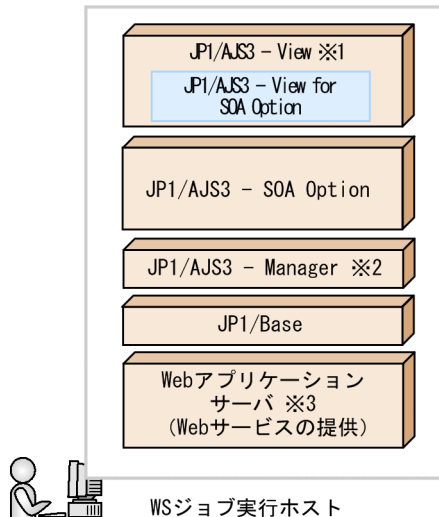 JP1/AJS3 - View ※1
JP1/AJS3 - View for
SOA Option
JP1/AJS3 - SOA Option
JP1/AJS3 - Manager ※2
JP1/Base
Webアプリケーション
サーバ ※3
(Webサービスの提供)
WSジョブ実行ホスト